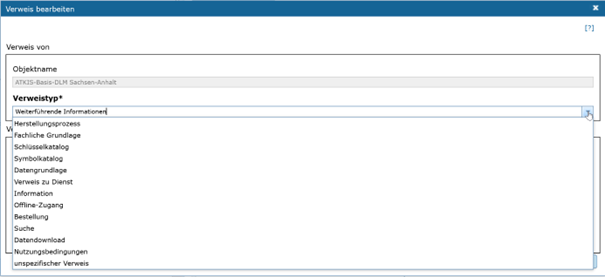 Verweis bearbeiten
[?]
Verweis von
Objektname
ATKIS-Basis-DLM Sachsen-Anhalt
Verweistyp*
Weiterführende Informationen
Herstellungsprozess
Fachliche Grundlage
Schlüsselkatalog
Symbolkatalog
Datengrundlage
Verweis zu Dienst
Information
Offline-Zugang
Bestellung
Suche
Datendownload
Nutzungsbedingungen
unspezifischer Verweis